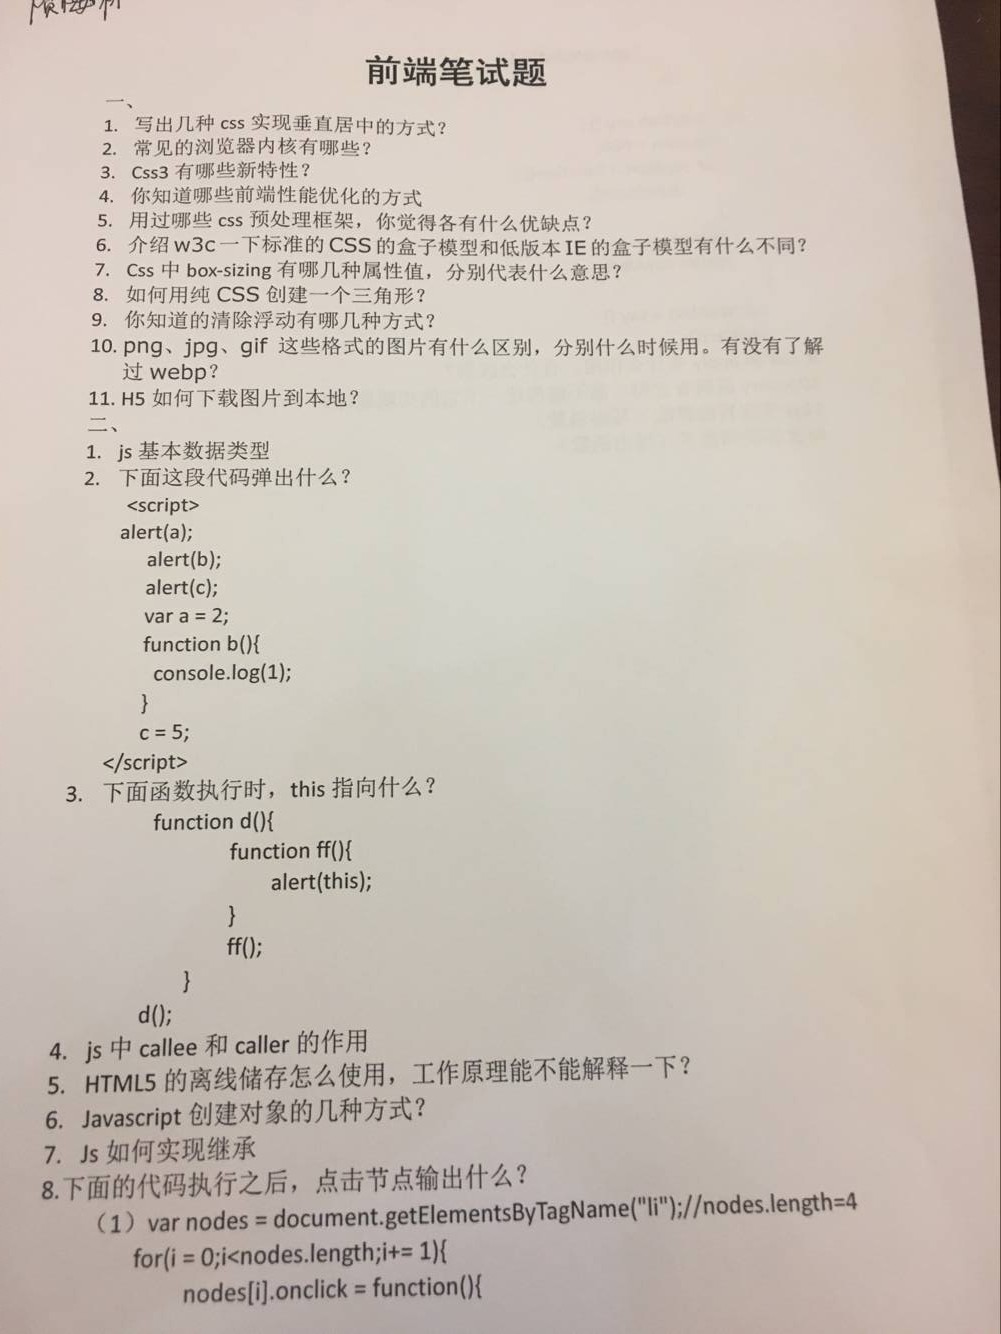 前端笔试题
一、
1. 写出几种 css 实现垂直居中的方式？
2. 常见的浏览器内核有哪些？
3. Css3 有哪些新特性？
4. 你知道哪些前端性能优化的方式
5. 用过哪些 css 预处理框架，你觉得各有什么优缺点？
6. 介绍 w3c 一下标准的 CSS 的盒子模型和低版本 IE 的盒子模型有什么不同？
7. Css 中 box-sizing 有哪几种属性值，分别代表什么意思？
8. 如何用纯 CSS 创建一个三角形？
9. 你知道的清除浮动有哪几种方式？
10. png、jpg、gif 这些格式的图片有什么区别，分别什么时候用。有没有了解
过 webp？
11. H5 如何下载图片到本地？
二、
1. js 基本数据类型
2. 下面这段代码弹出什么？
<script>
alert(a);
alert(b);
alert(c);
var a = 2;
function b(){
console.log(1);
}
c = 5;
</script>
3. 下面函数执行时，this 指向什么？
function d(){
function ff(){
alert(this);
}
ff();
}
d();
4. js 中 callee 和 caller 的作用
5. HTML5 的离线储存怎么使用，工作原理能不能解释一下？
6. Javascript 创建对象的几种方式？
7. Js 如何实现继承
8.下面的代码执行之后，点击节点输出什么？
（1）var nodes = document.getElementsByTagName("li");//nodes.length=4
for(i = 0;i<nodes.length;i+= 1){
nodes[i].onclick = function(){